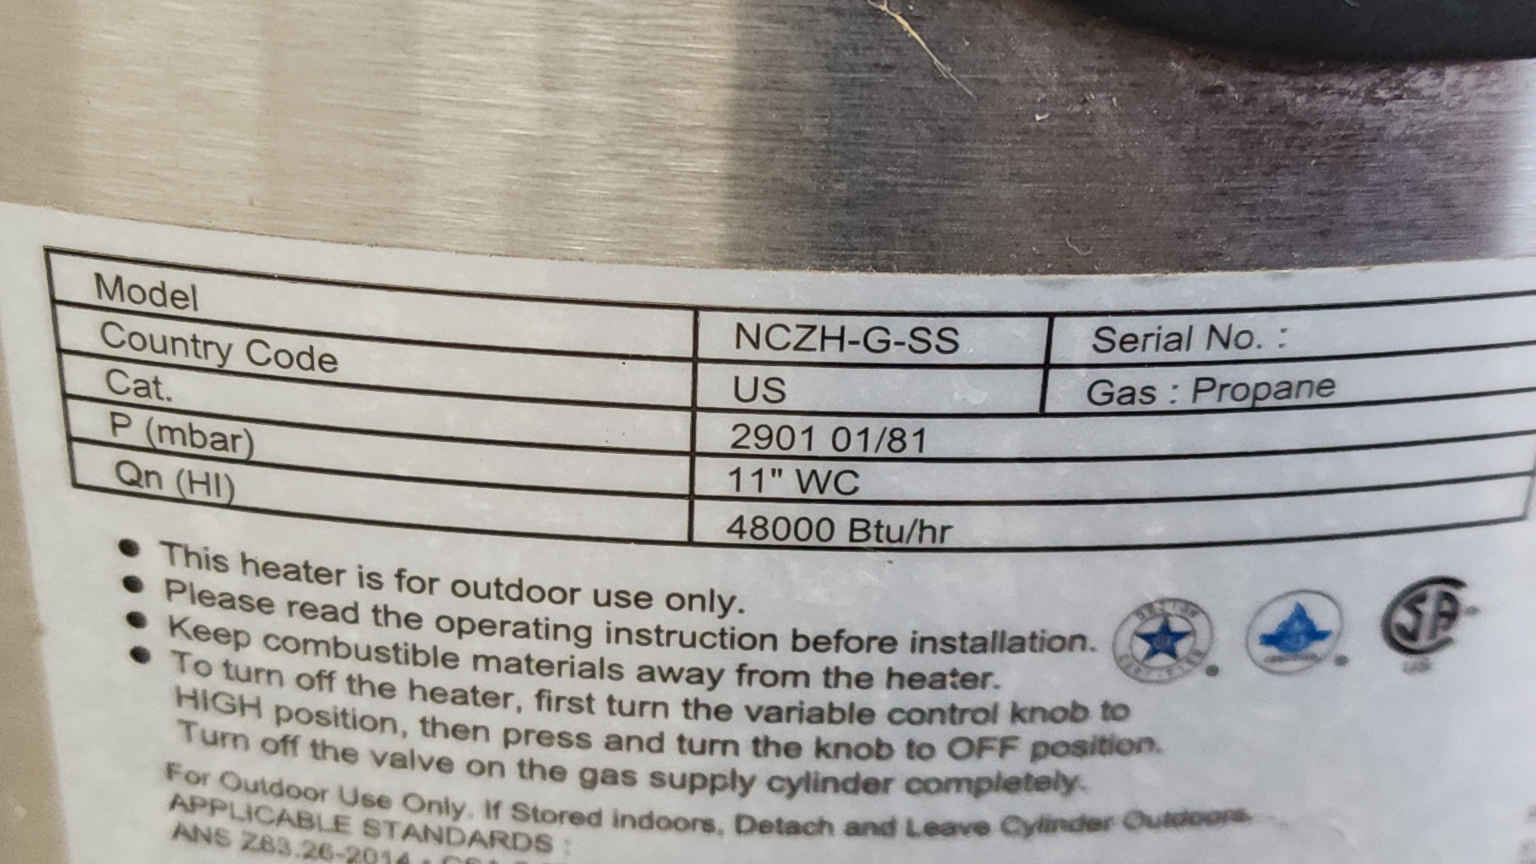 Model NCZH-G-SS Serial No. :
Country Code US Gas : Propane
Cat. 2901 01/81
P (mbar) 11" WC
Qn (HI) 48000 Btu/hr
• This heater is for outdoor use only.
• Please read the operating instruction before installation.
• Keep combustible materials away from the heater.
• To turn off the heater, first turn the variable control knob to
HIGH position, then press and turn the knob to OFF position.
Turn off the valve on the gas supply cylinder completely.
For Outdoor Use Only. If Stored indoors, Detach and Leave Cylinder Outdoors.
APPLICABLE STANDARDS :
ANS Z83.26-2014